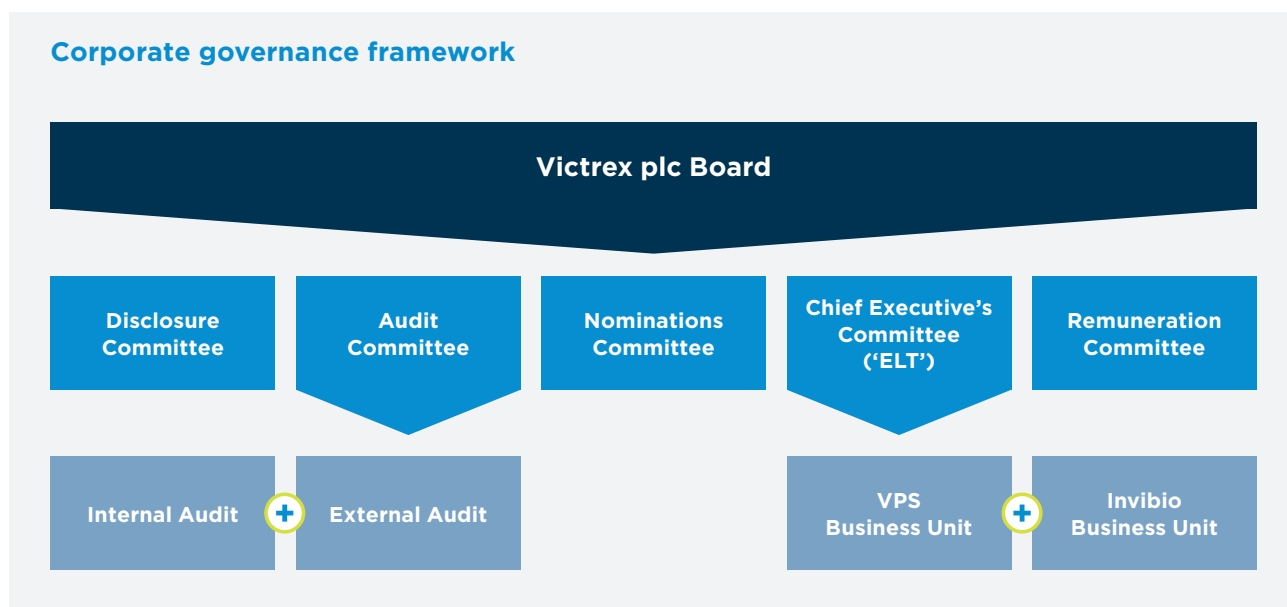 Corporate governance framework
Victrex plc Board
Disclosure
Committee
Audit
Committee
Nominations
Committee
Chief Executive’s
Committee
(‘ELT’)
Remuneration
Committee
Internal Audit
+
External Audit
VPS
Business Unit
+
Invibio
Business Unit